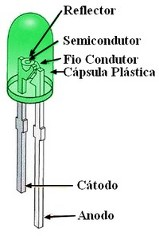 Reflector
Semicondutor
Fio Condutor
Cápsula Plástica
Cátodo
Anodo